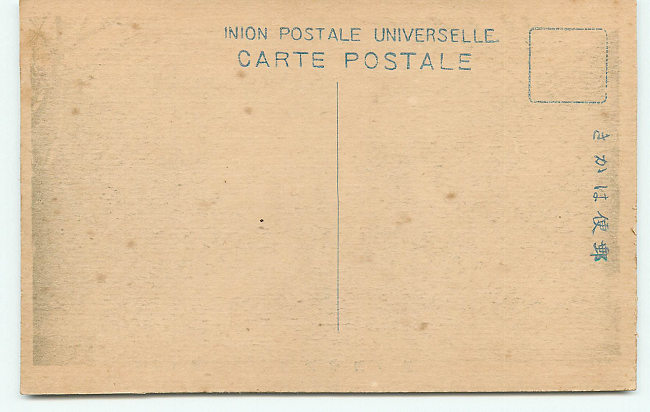 INION POSTALE UNIVERSELLE
CARTE POSTALE
郵便はかき